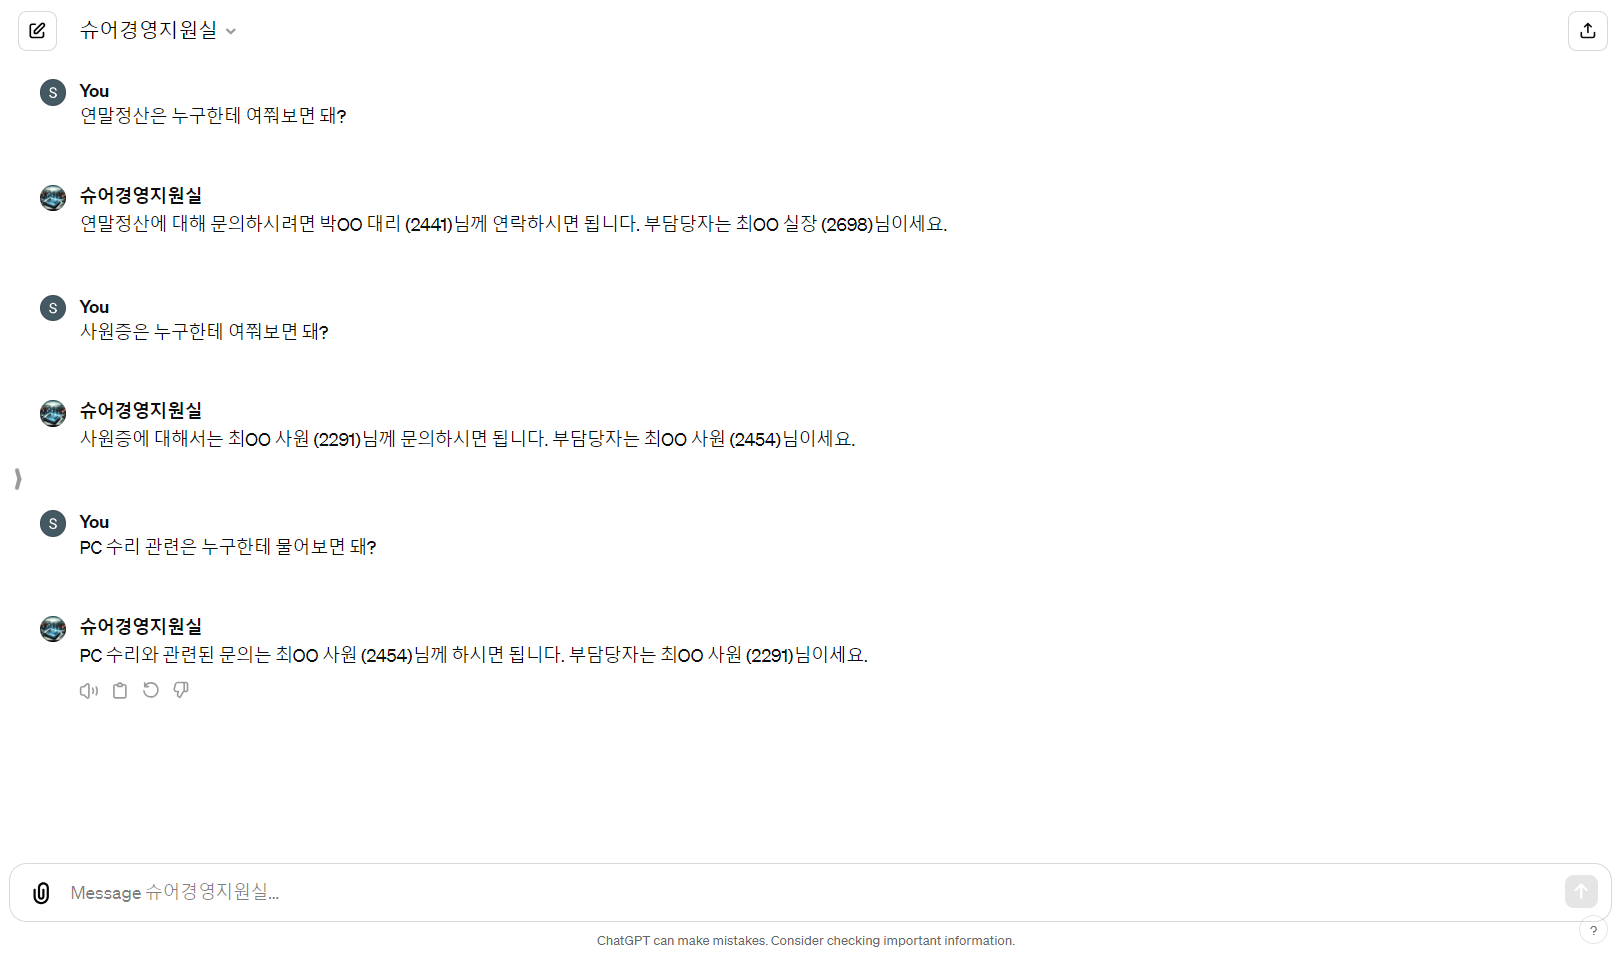 슈어경영지원실
S
You
연말정산은 누구한테 여쭤보면 돼?
슈어경영지원실
연말정산에 대해 문의하시려면 박OO 대리 (2441)님께 연락하시면 됩니다. 부담당자는 최OO 실장 (2698)님이세요.
S
You
사원증은 누구한테 여쭤보면 돼?
슈어경영지원실
사원증에 대해서는 최OO 사원 (2291)님께 문의하시면 됩니다. 부담당자는 최OO 사원 (2454)님이세요.
S
You
PC 수리 관련은 누구한테 물어보면 돼?
슈어경영지원실
PC 수리와 관련된 문의는 최OO 사원 (2454)님께 하시면 됩니다. 부담당자는 최OO 사원 (2291)님이세요.
Message 슈어경영지원실...
ChatGPT can make mistakes. Consider checking important information.
?